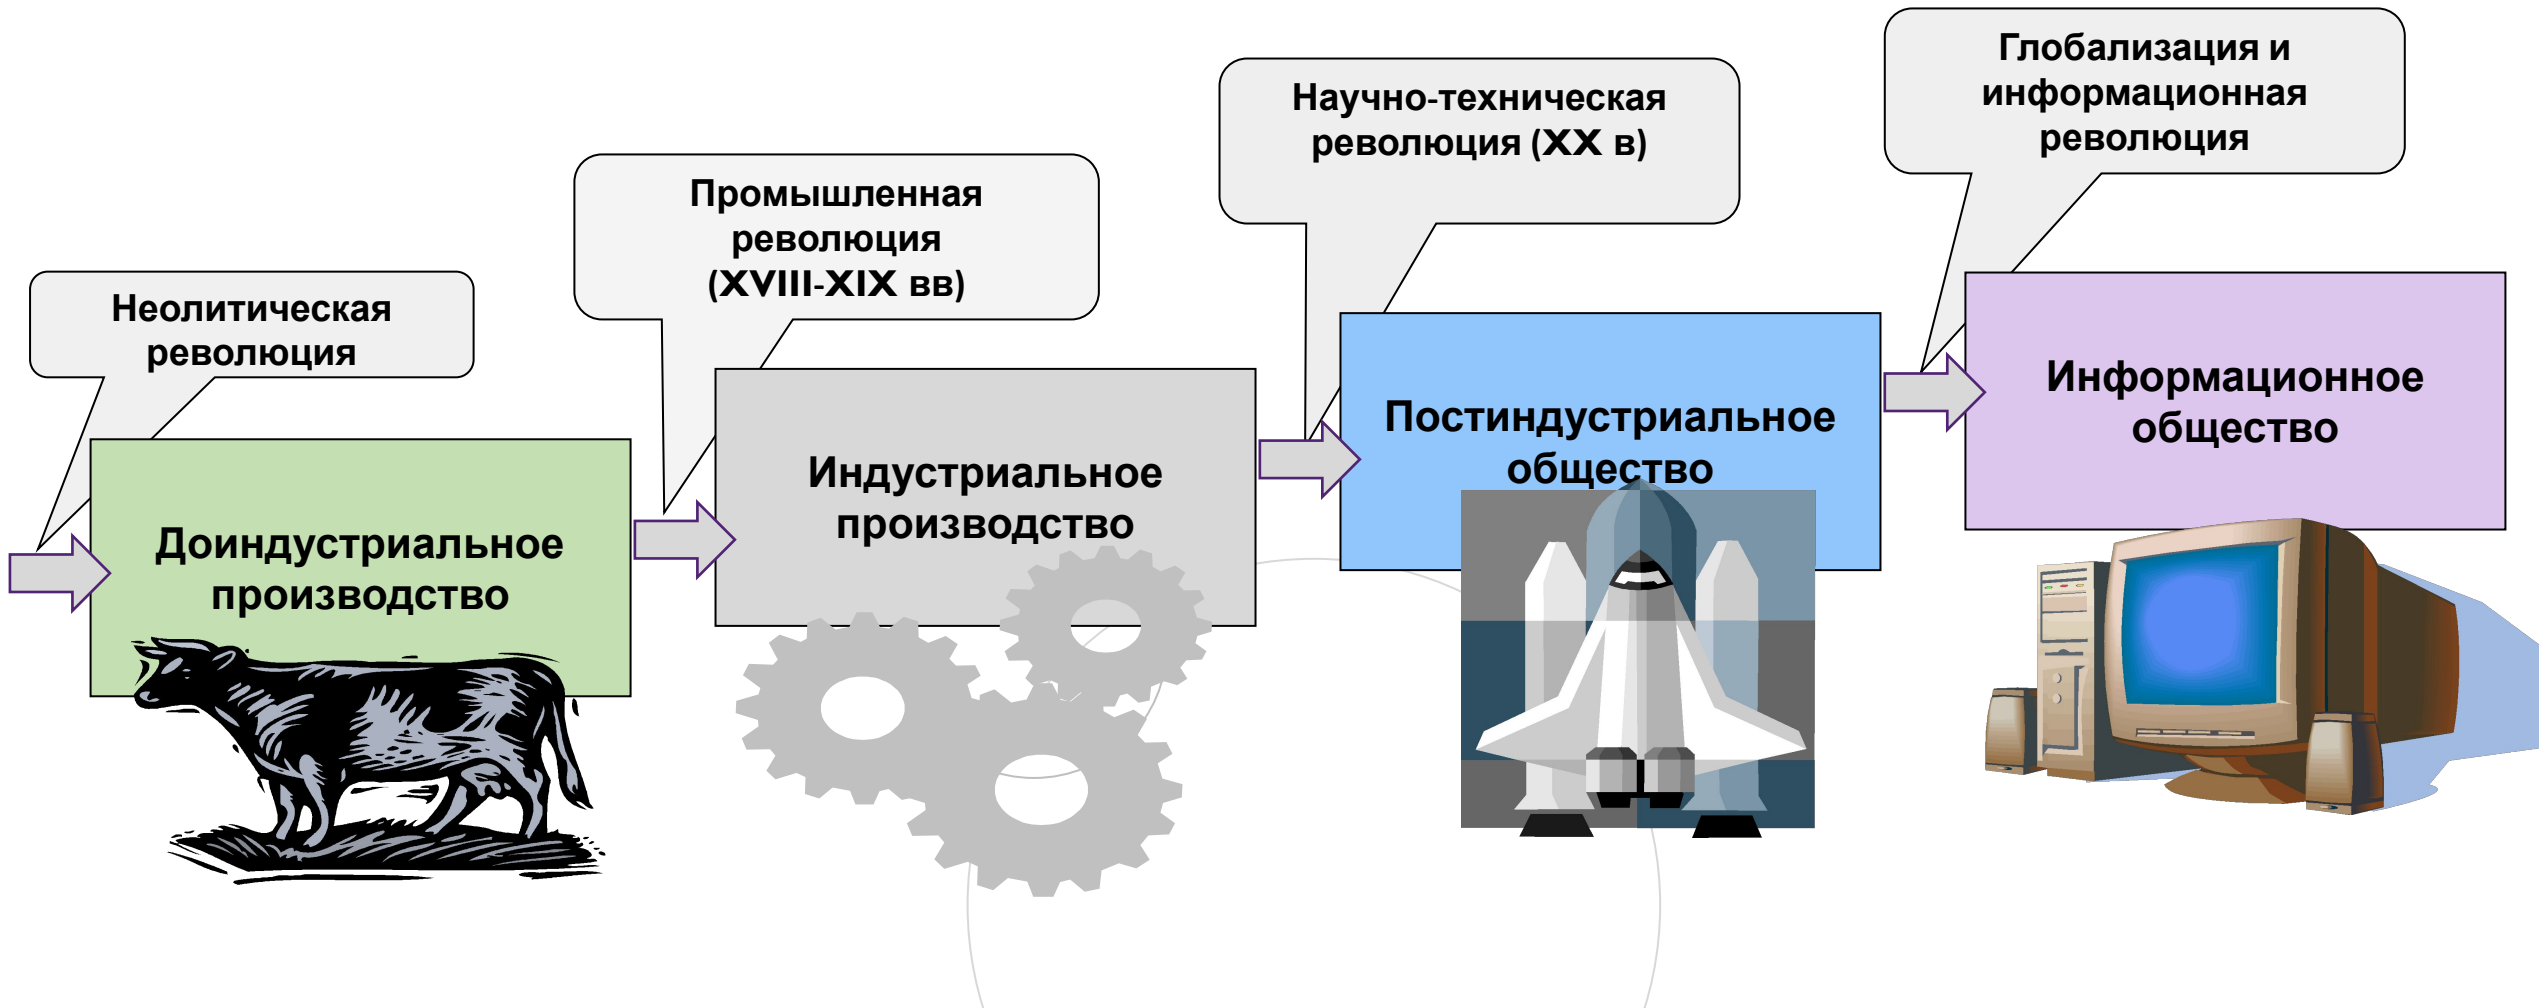 Неолитическая
революция
Доиндустриальное
производство
Промышленная
революция
(XVIII-XIX вв)
Индустриальное
производство
Научно-техническая
революция (XX в)
Постиндустриальное
общество
Глобализация и
информационная
революция
Информационное
общество